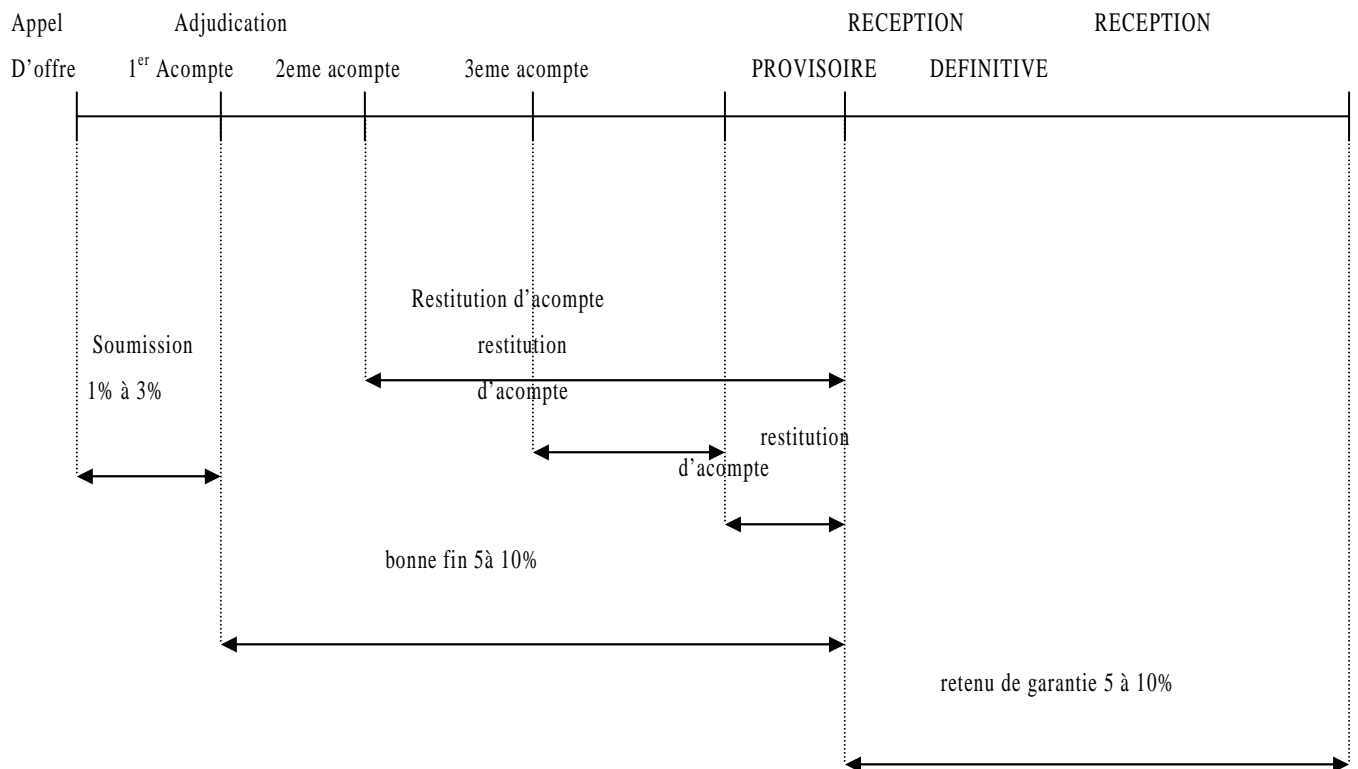 Appel Adjudication RECEPTION RECEPTION
D’offre 1er Acompte 2eme acompte 3eme acompte PROVISOIRE DEFINITIVE
Restitution d’acompte
Soumission restitution
1% à 3% d’acompte
restitution
d’acompte
bonne fin 5à 10%
retenu de garantie 5 à 10%